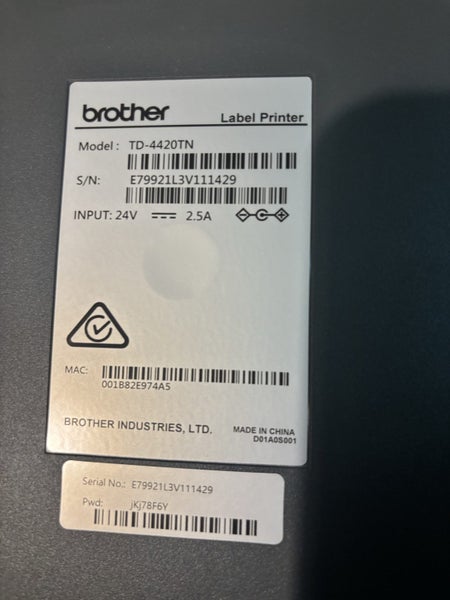 brother
Label Printer
Model : TD-4420TN
S/N: E79921L3V111429
INPUT: 24V ⎓ 2.5A
MAC:
001B82E974A5
BROTHER INDUSTRIES, LTD.
MADE IN CHINA
D01A0S001
Serial No.: E79921L3V111429
Pwd: jKj78F6Y